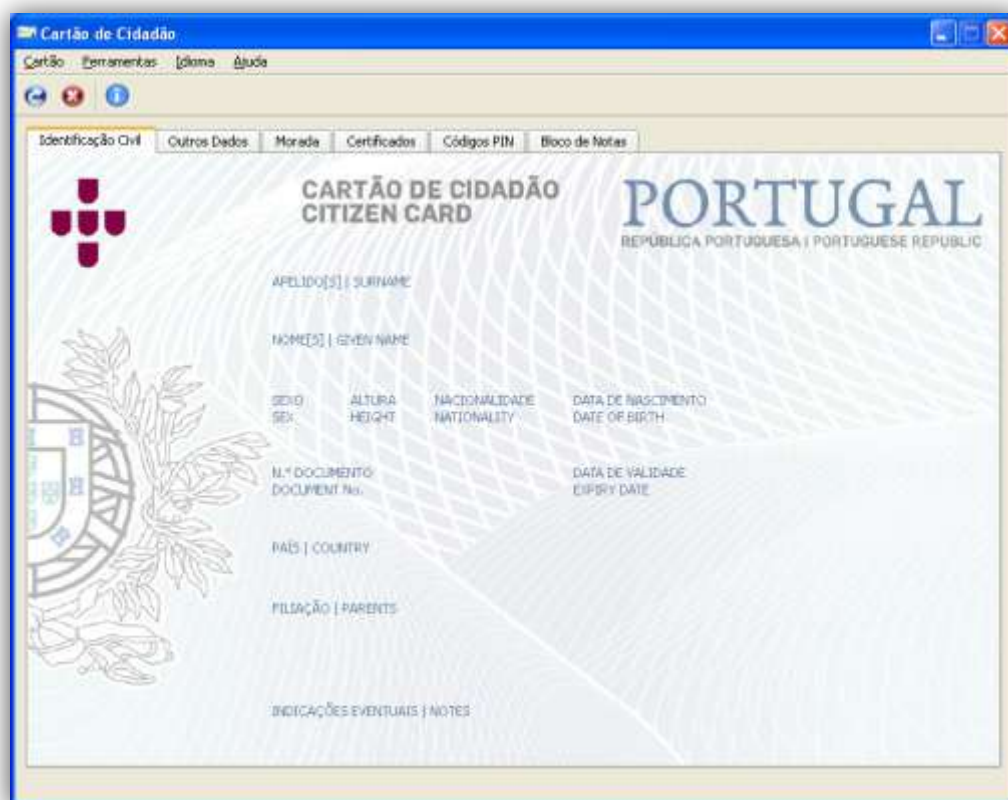 Cartão de Cidadão
Cartão Ferramentas Idioma Ajuda
Identificação Civil Outros Dados Morada Certificados Códigos PIN Bloco de Notas
CARTÃO DE CIDADÃO
CITIZEN CARD
PORTUGAL
REPÚBLICA PORTUGUESA | PORTUGUESE REPUBLIC
APELIDO[S] | SURNAME
NOME[S] | GIVEN NAME
SEXO ALTURA NACIONALIDADE DATA DE NASCIMENTO
SEX HEIGHT NATIONALITY DATE OF BIRTH
N.º DOCUMENTO DATA DE VALIDADE
DOCUMENT No. EXPIRY DATE
PAÍS | COUNTRY
FILIAÇÃO | PARENTS
INDICAÇÕES EVENTUAIS | NOTES